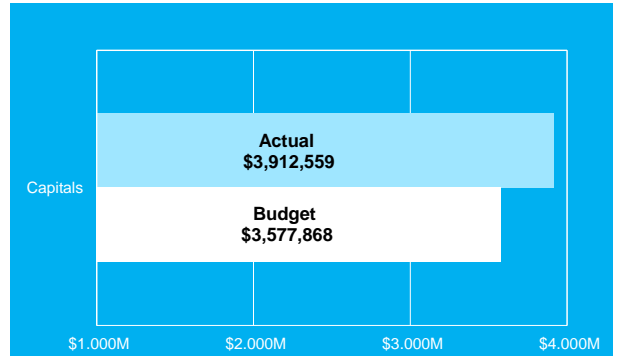 Actual
$3,912,559
Capitals
Budget
$3,577,868
$1.000M $2.000M $3.000M $4.000M